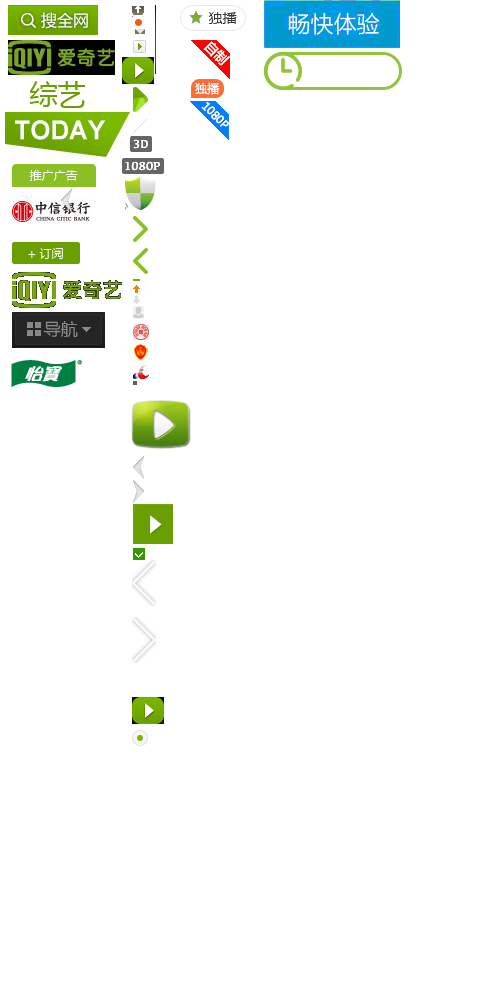 搜全网
iQIYI 爱奇艺
综艺
TODAY
推广广告
中信银行
CHINA CITIC BANK
+ 订阅
iQIYI 爱奇艺
导航
怡寶®
3D
1080P
独播
自制
独播
1080P
畅快体验